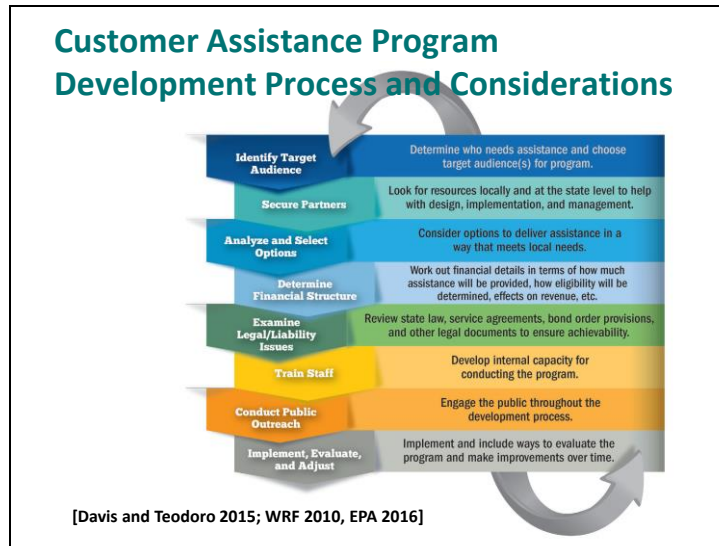 Customer Assistance Program
Development Process and Considerations
Identify Target
Audience
Determine who needs assistance and choose
target audience(s) for program.
Secure Partners
Look for resources locally and at the state level to help
with design, implementation, and management.
Analyze and Select
Options
Consider options to deliver assistance in a
way that meets local needs.
Determine
Financial Structure
Work out financial details in terms of how much
assistance will be provided, how eligibility will be
determined, effects on revenue, etc.
Examine
Legal/Liability
Issues
Review state law, service agreements, bond order provisions,
and other legal documents to ensure achievability.
Train Staff
Develop internal capacity for
conducting the program.
Conduct Public
Outreach
Engage the public throughout the
development process.
Implement, Evaluate,
and Adjust
Implement and include ways to evaluate the
program and make improvements over time.
[Davis and Teodoro 2015; WRF 2010, EPA 2016]